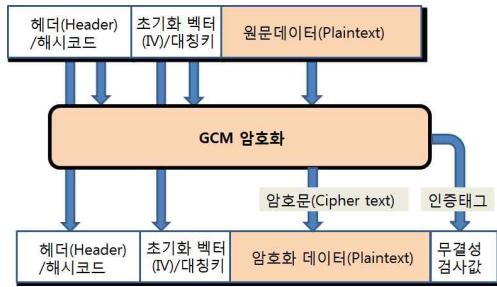 헤더(Header)
/해시코드
초기화 벡터
(IV)/대칭키
원문데이터(Plaintext)
GCM 암호화
암호문(Cipher text)
인증태그
헤더(Header)
/해시코드
초기화 벡터
(IV)/대칭키
암호화 데이터(Plaintext)
무결성
검사값